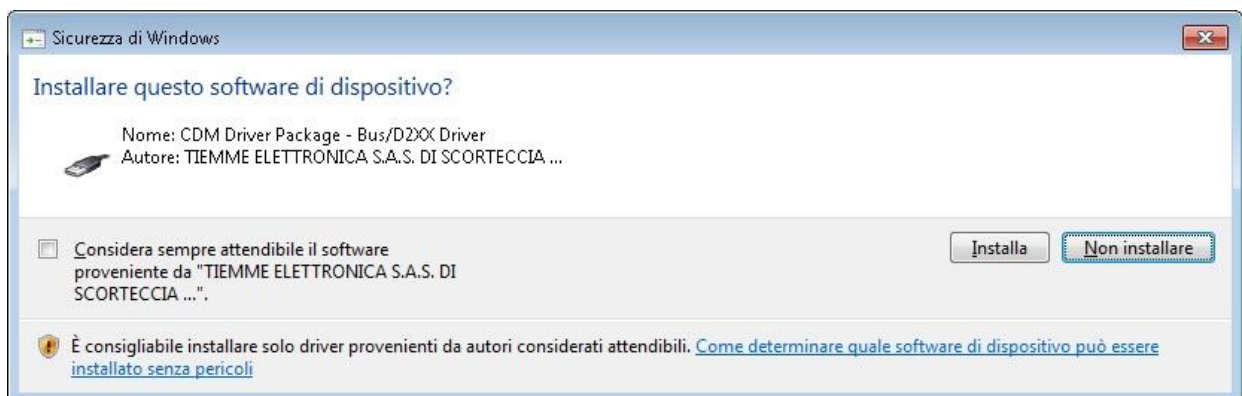 Sicurezza di Windows
Installare questo software di dispositivo?
Nome: CDM Driver Package - Bus/D2XX Driver
Autore: TIEMME ELETTRONICA S.A.S. DI SCORTECCIA ...
Considera sempre attendibile il software
proveniente da "TIEMME ELETTRONICA S.A.S. DI
SCORTECCIA ...".
Installa
Non installare
È consigliabile installare solo driver provenienti da autori considerati attendibili. Come determinare quale software di dispositivo può essere
installato senza pericoli